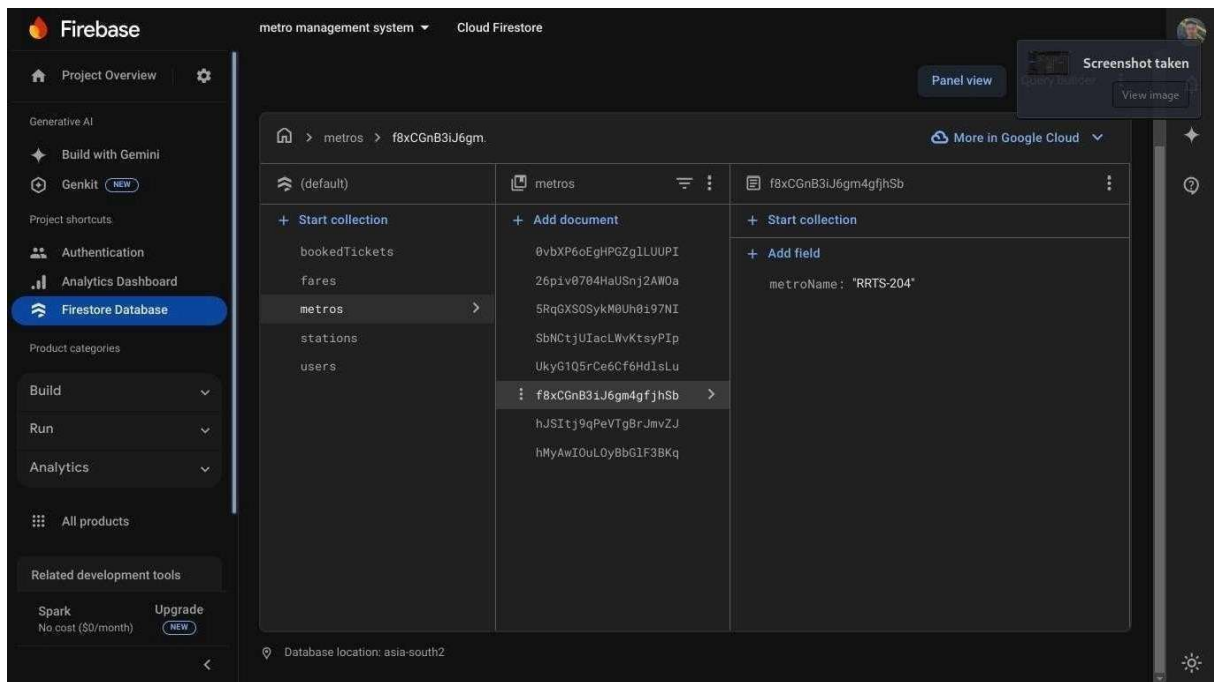 Firebase
metro management system
Cloud Firestore
Screenshot taken
View image
Project Overview
Panel view
Query builder
Generative AI
Build with Gemini
Genkit NEW
Project shortcuts
Authentication
Analytics Dashboard
Firestore Database
Product categories
Build
Run
Analytics
All products
Related development tools
Spark
No cost ($0/month)
Upgrade
NEW
metros > f8xCGnB3iJ6gm.
More in Google Cloud
(default)
Start collection
bookedTickets
fares
metros
stations
users
metros
Add document
0vbXP6oEgHPGZglLUUPI
26piv0704HaUSnj2AWOa
5RqGXSOSykM0Uh0i97NI
SbNCtjUIacLWvKtsyPIp
UkyG1Q5rCe6Cf6HdlsLu
f8xCGnB3iJ6gm4gfjhSb
hJSItj9qPeVTgBrJmvZJ
hMyAwIOuLOyBbGlF3BKq
f8xCGnB3iJ6gm4gfjhSb
Start collection
Add field
metroName: "RRTS-204"
Database location: asia-south2